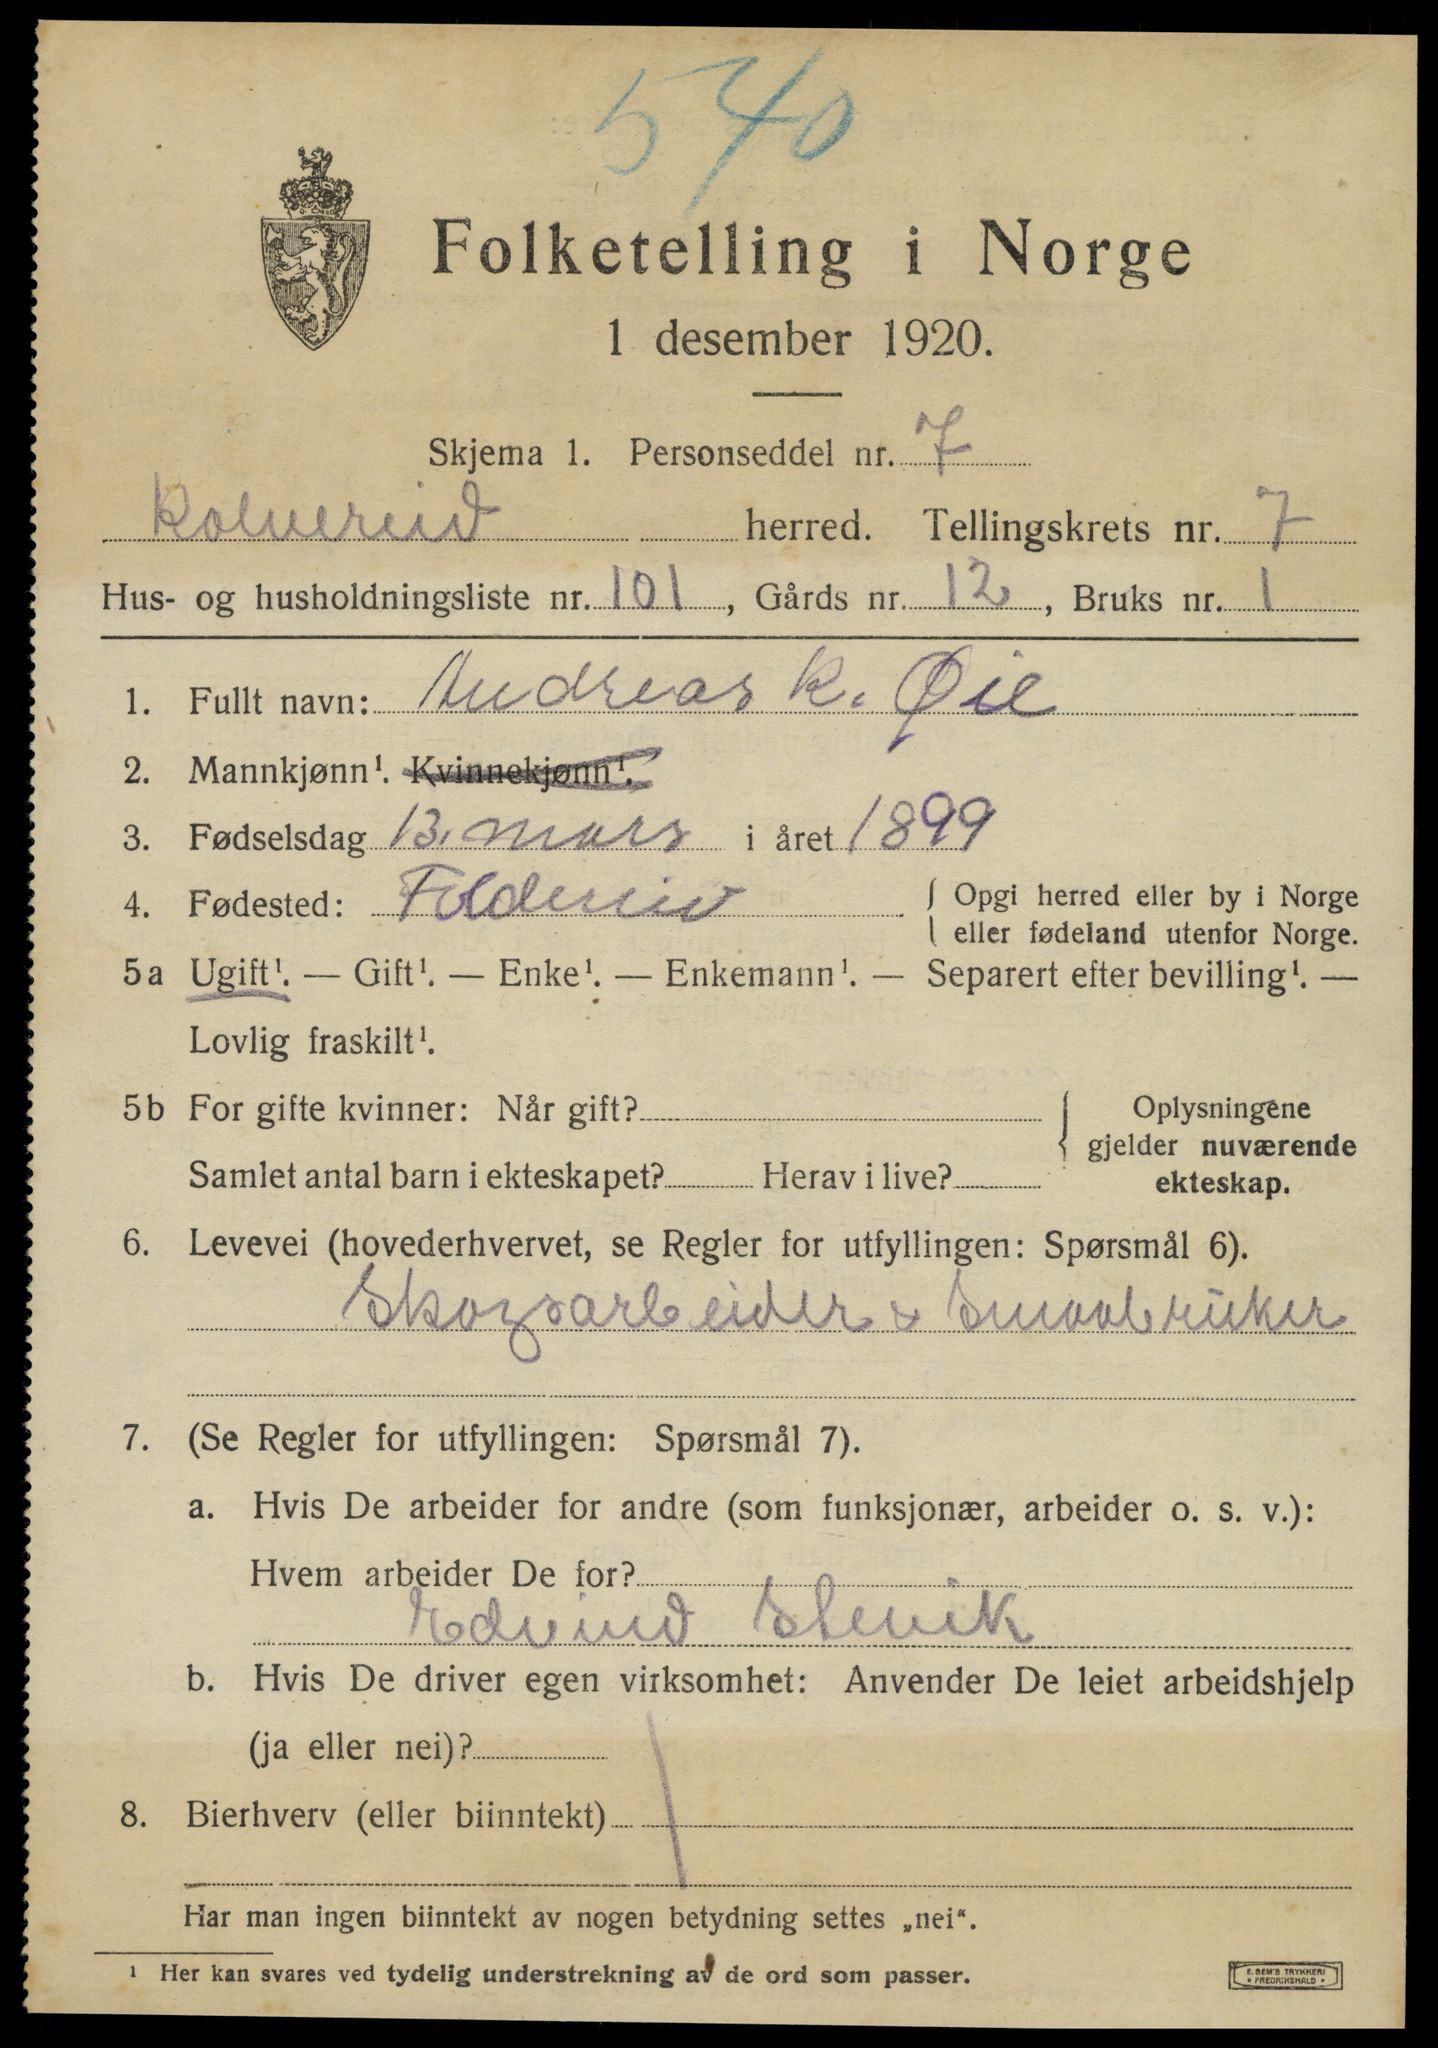 540
Folketelling i Norge
1 desember 1920.
Skjema 1. Personseddel nr. 7
Kolvereid herred. Tellingskrets nr. 7
Hus- og husholdningsliste nr. 101, Gårds nr. 12, Bruks nr. 1
1. Fullt navn: Andreas K. Øie
2. Mannkjønn¹. Kvinnekjønn¹.
3. Fødselsdag 13. mars i året 1899
4. Fødested: Foldereid { Opgi herred eller by i Norge
eller fødeland utenfor Norge.
5a Ugift¹. — Gift¹. — Enke¹. — Enkemann¹. — Separert efter bevilling¹. —
Lovlig fraskilt¹.
5b For gifte kvinner: Når gift? { Oplysningene
gjelder nuværende
Samlet antal barn i ekteskapet? Herav i live? ekteskap.
6. Levevei (hovederhvervet, se Regler for utfyllingen: Spørsmål 6).
Skogsarbeider & Smaabruker
7. (Se Regler for utfyllingen: Spørsmål 7).
a. Hvis De arbeider for andre (som funksjonær, arbeider o. s. v.):
Hvem arbeider De for?
Edvind
b. Hvis De driver egen virksomhet: Anvender De leiet arbeidshjelp
(ja eller nei)?
8. Bierhverv (eller biinntekt)
Har man ingen biinntekt av nogen betydning settes „nei“.
¹ Her kan svares ved tydelig understrekning av de ord som passer.
E. SEM'S TRYKKERI
FREDRIKSHALD